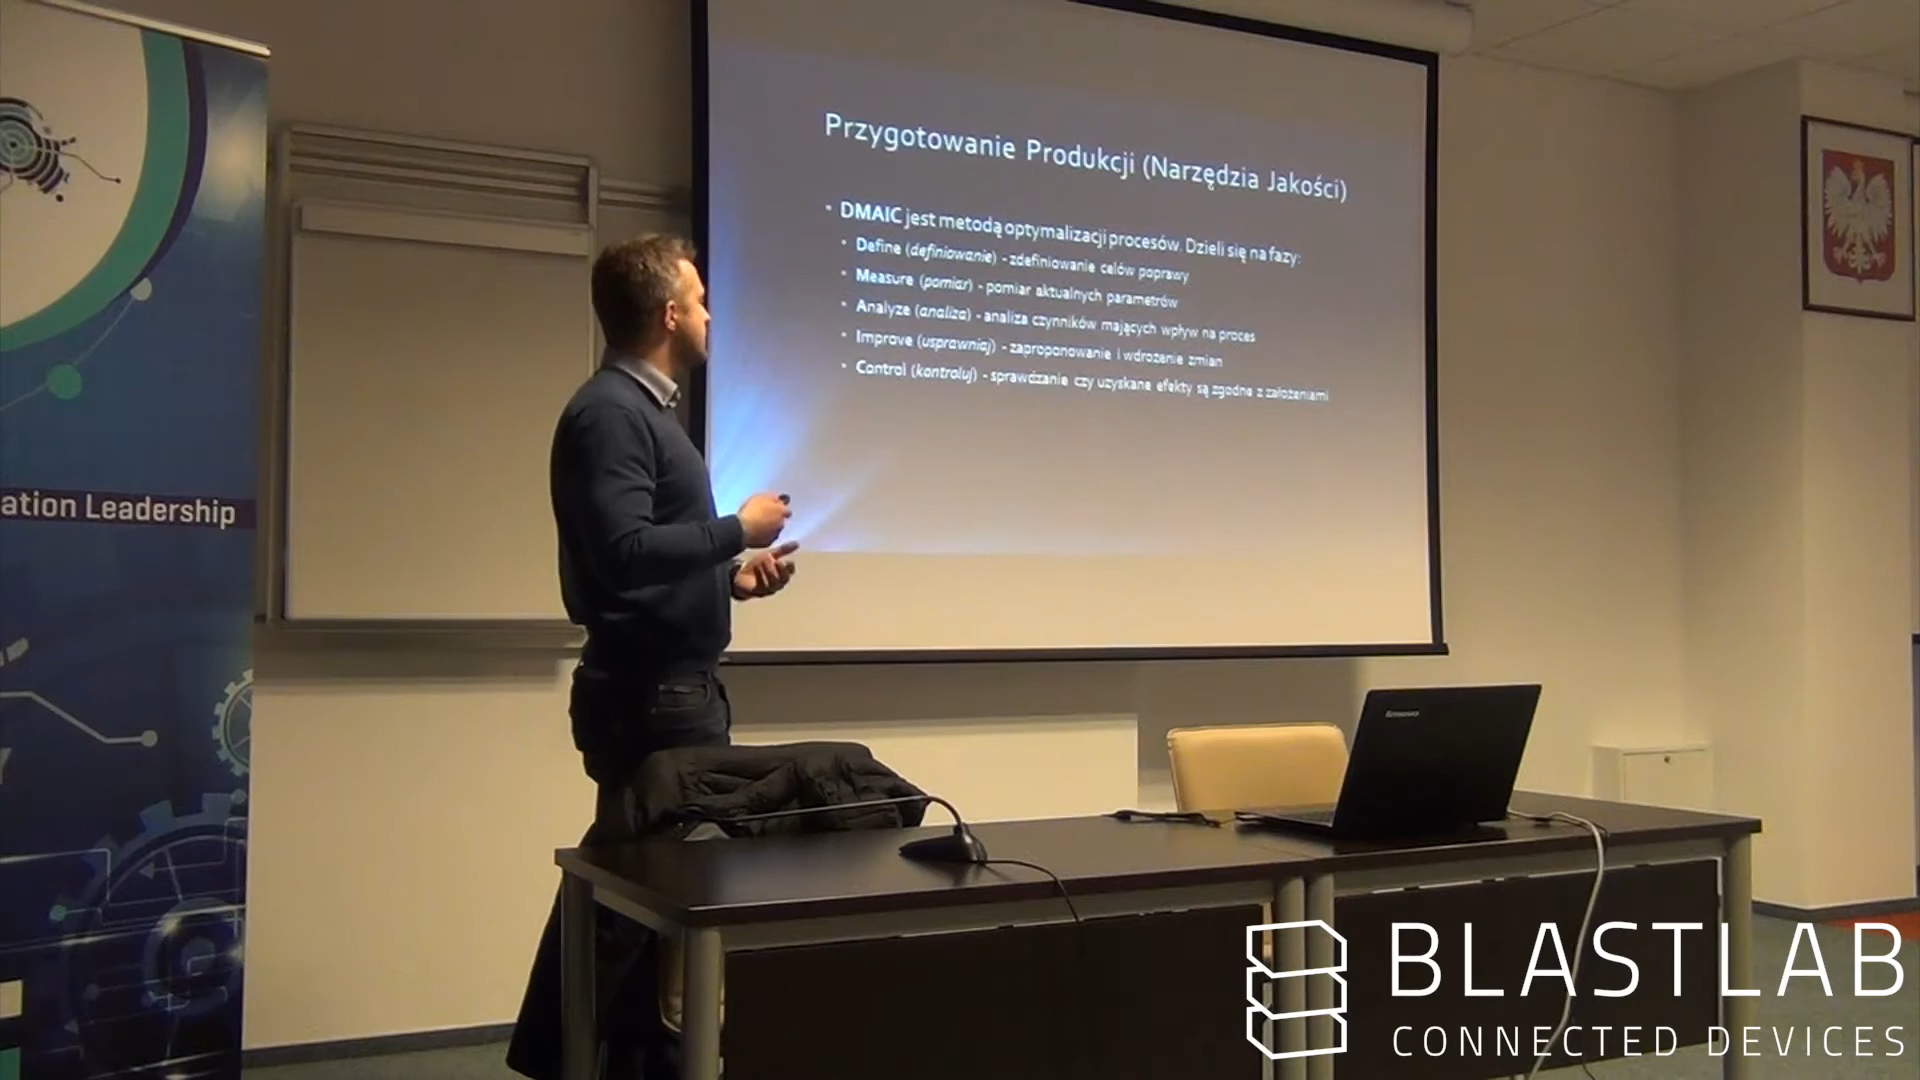 Przygotowanie Produkcji (Narzędzia Jakości)
• DMAIC jest metodą optymalizacji procesów. Dzieli się na fazy:
• Define (definiowanie) - zdefiniowanie celów poprawy
• Measure (pomiar) - pomiar aktualnych parametrów
• Analyze (analiza) - analiza czynników mających wpływ na proces
• Improve (usprawniaj) - zaproponowanie i wdrożenie zmian
• Control (kontroluj) - sprawdzanie czy uzyskane efekty są zgodne z założeniami
ation Leadership
Y
lenovo
BLASTLAB
CONNECTED DEVICES